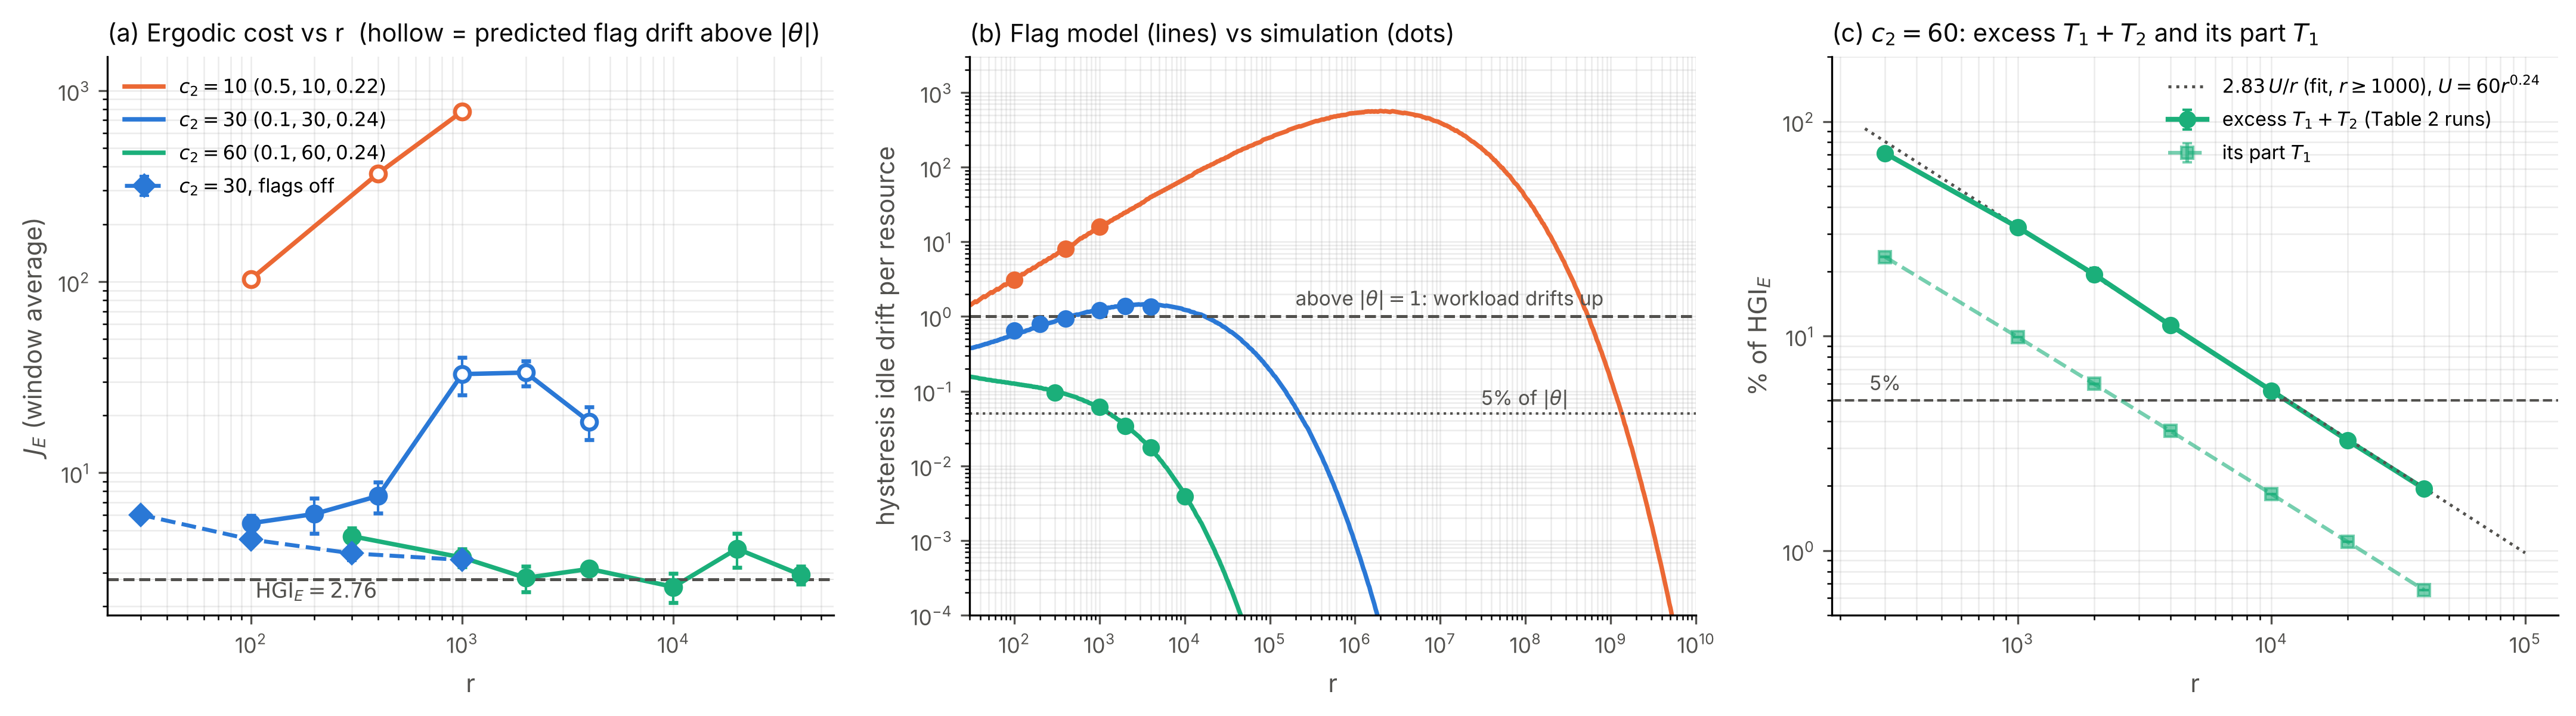 (a) Ergodic cost vs r (hollow = predicted flag drift above |θ|)
c₂ = 10 (0.5, 10, 0.22)
c₂ = 30 (0.1, 30, 0.24)
c₂ = 60 (0.1, 60, 0.24)
c₂ = 30, flags off
J_E (window average)
10³
10²
10¹
HGI_E = 2.76
10²
10³
10⁴
r
(b) Flag model (lines) vs simulation (dots)
hysteresis idle drift per resource
10³
10²
10¹
10⁰
10⁻¹
10⁻²
10⁻³
10⁻⁴
above |θ| = 1: workload drifts up
5% of |θ|
10²
10³
10⁴
10⁵
10⁶
10⁷
10⁸
10⁹
10¹⁰
r
(c) c₂ = 60: excess T₁ + T₂ and its part T₁
2.83 U/r (fit, r ≥ 1000), U = 60r^0.24
excess T₁ + T₂ (Table 2 runs)
its part T₁
% of HGI_E
10²
10¹
10⁰
5%
10³
10⁴
10⁵
r